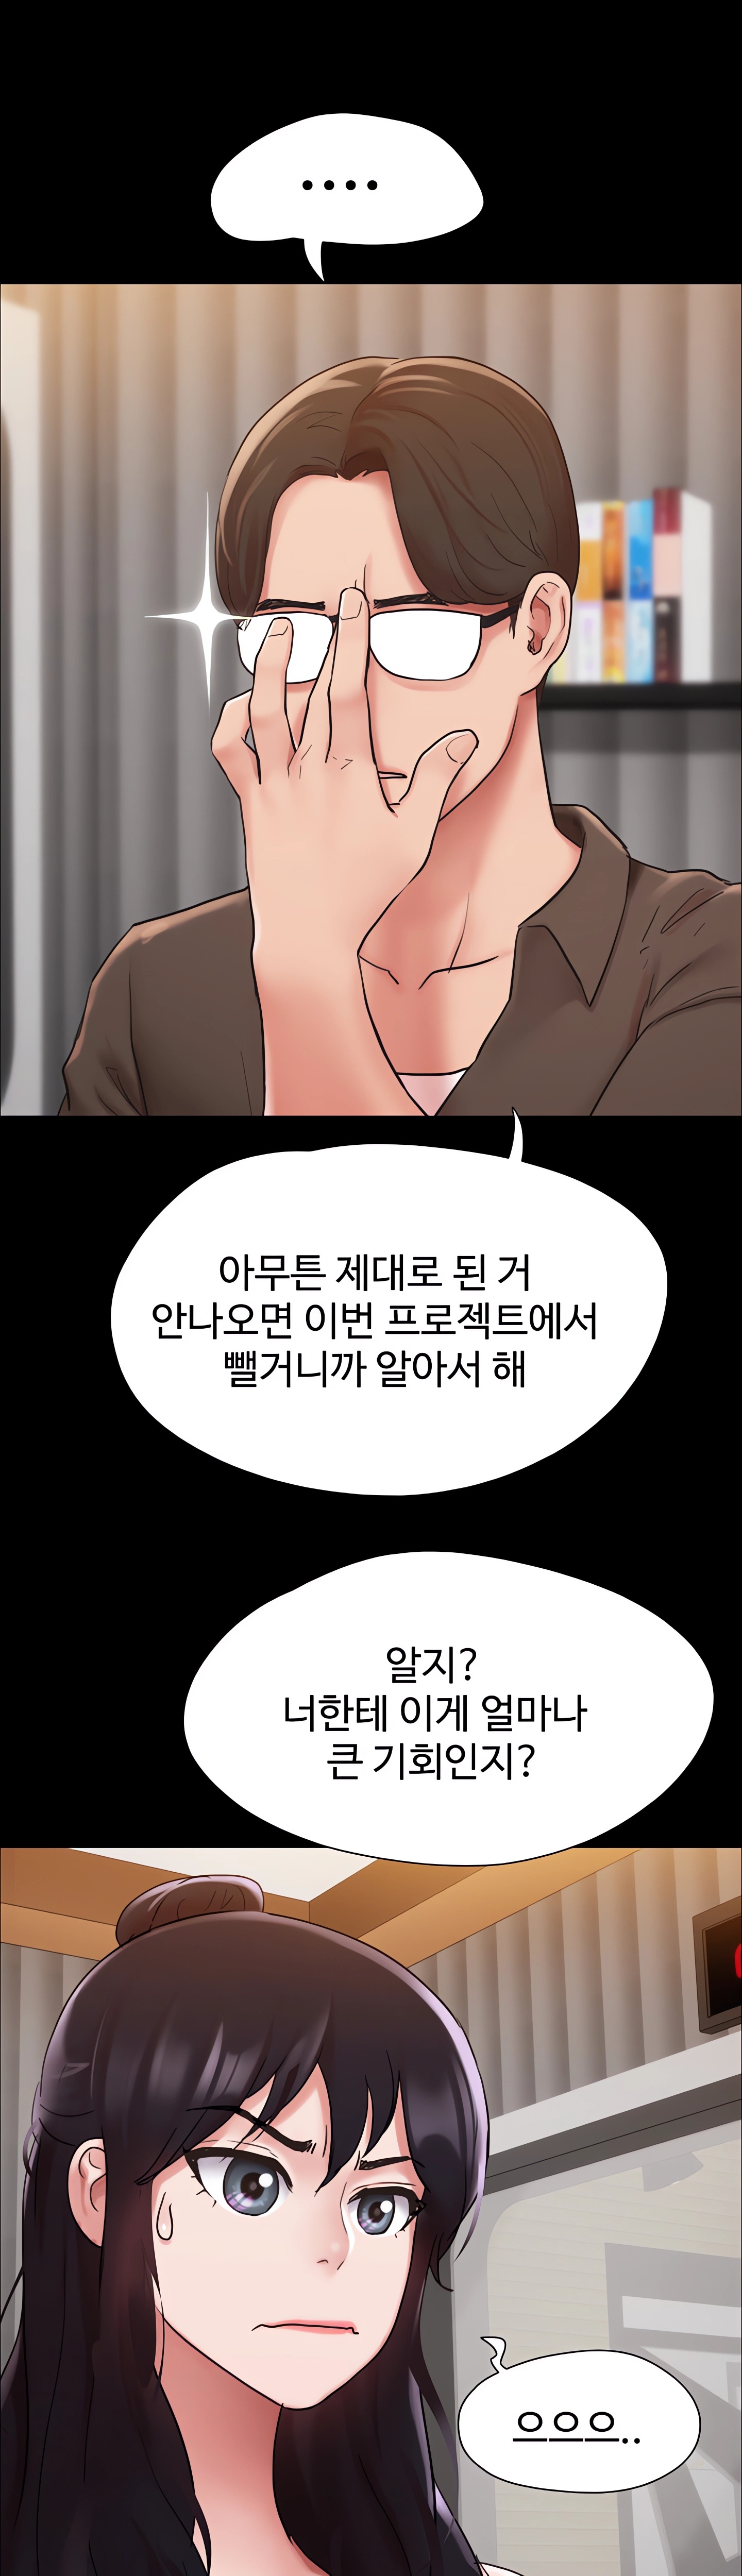 ....
아무튼 제대로 된 거
안나오면 이번 프로젝트에서
뺄거니까 알아서 해
알지?
너한테 이게 얼마나
큰 기회인지?
으으으..